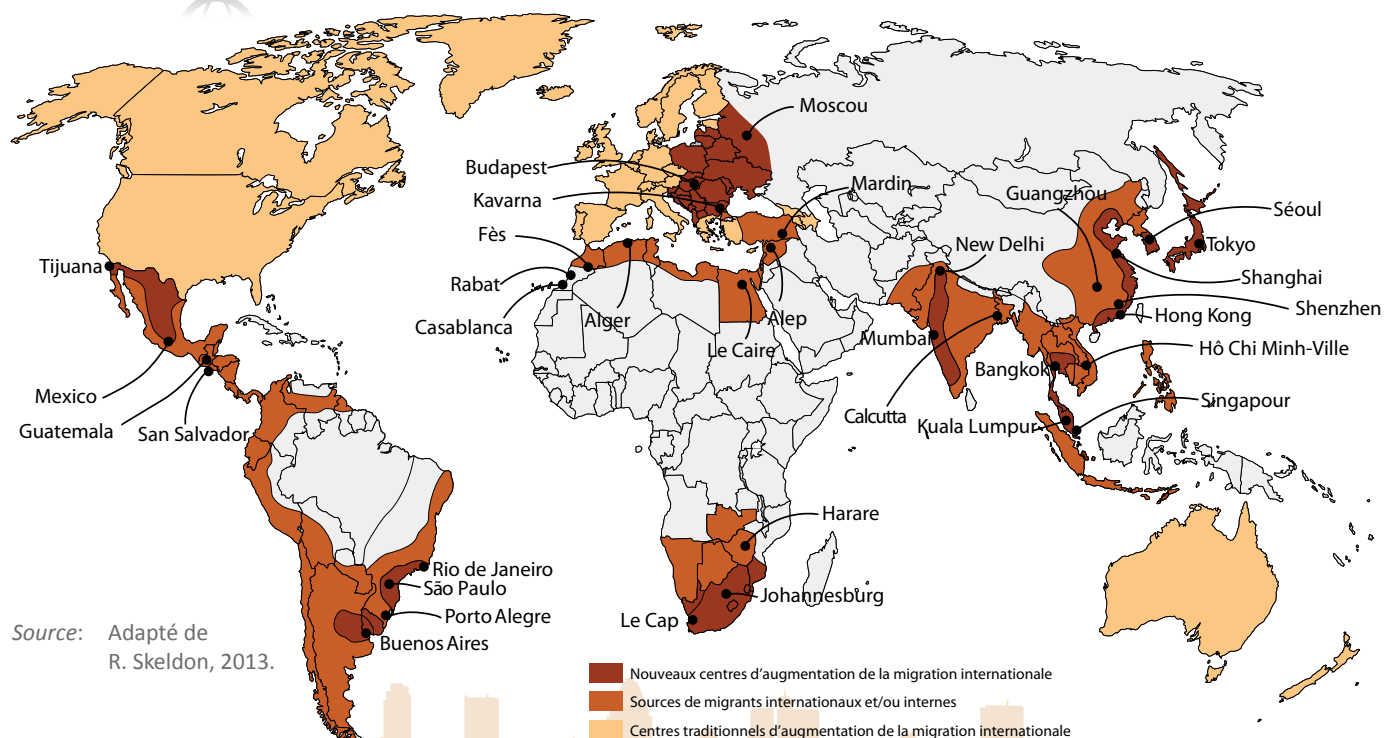 Moscou
Budapest
Kavarna
Mardin
Guangzhou
Séoul
Fès
New Delhi
Tokyo
Tijuana
Rabat
Shanghai
Casablanca
Alger
Alep
Le Caire
Mumbai
Shenzhen
Hong Kong
Hô Chi Minh-Ville
Bangkok
Mexico
Guatemala
San Salvador
Calcutta
Kuala Lumpur
Singapour
Harare
Rio de Janeiro
São Paulo
Johannesburg
Porto Alegre
Le Cap
Buenos Aires
Source: Adapté de
R. Skeldon, 2013.
Nouveaux centres d’augmentation de la migration internationale
Sources de migrants internationaux et/ou internes
Centres traditionnels d’augmentation de la migration internationale